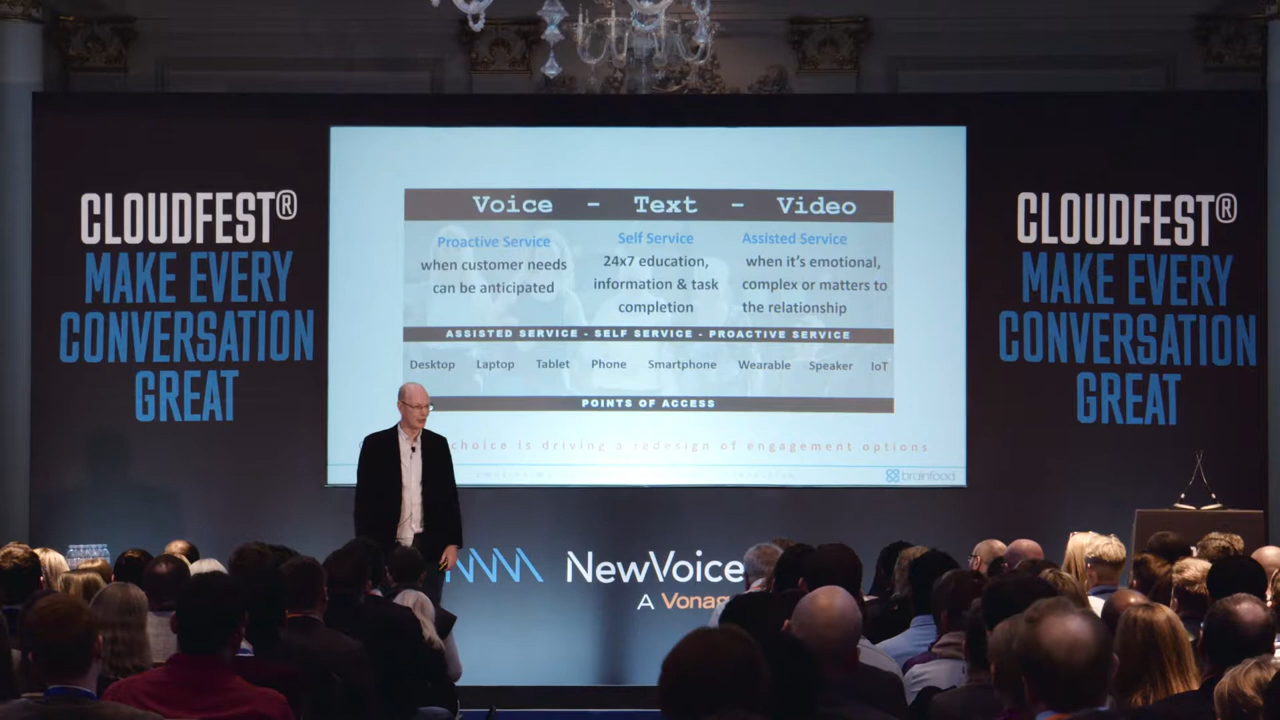 CLOUDFEST®
MAKE EVERY
CONVERSATION
GREAT
Voice - Text - Video
Proactive Service
when customer needs
can be anticipated
Self Service
24x7 education,
information & task
completion
Assisted Service
when it's emotional,
complex or matters to
the relationship
ASSISTED SERVICE - SELF SERVICE - PROACTIVE SERVICE
Desktop Laptop Tablet Phone Smartphone Wearable Speaker IoT
POINTS OF ACCESS
choice is driving a redesign of engagement options
brainfood
NewVoice
A Vonag
CLOUDFEST®
MAKE EVERY
CONVERSATION
GREAT